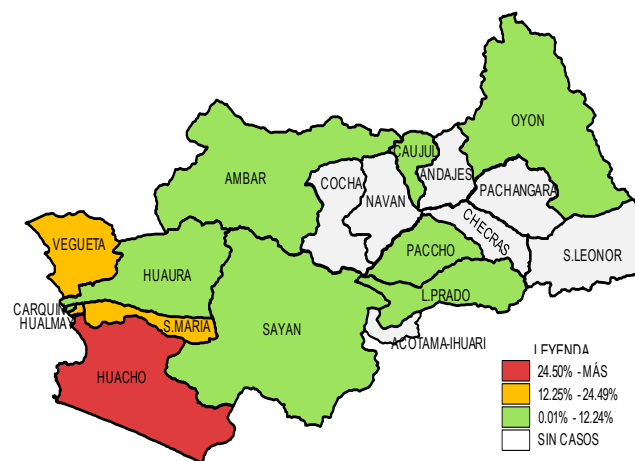 OYON
CAUJUL
AMBAR
COCHA
ANDAJES
NAVAN
PACHANGARA
CHECRAS
VEGUETA
PACCHO
S.LEONOR
HUAURA
L.PRADO
CARQUIN
HUALMAY
S.MARIA
SAYAN
ACOTAMA-IHUARI
HUACHO
LEYENDA
24.50% - MÁS
12.25% - 24.49%
0.01% - 12.24%
SIN CASOS